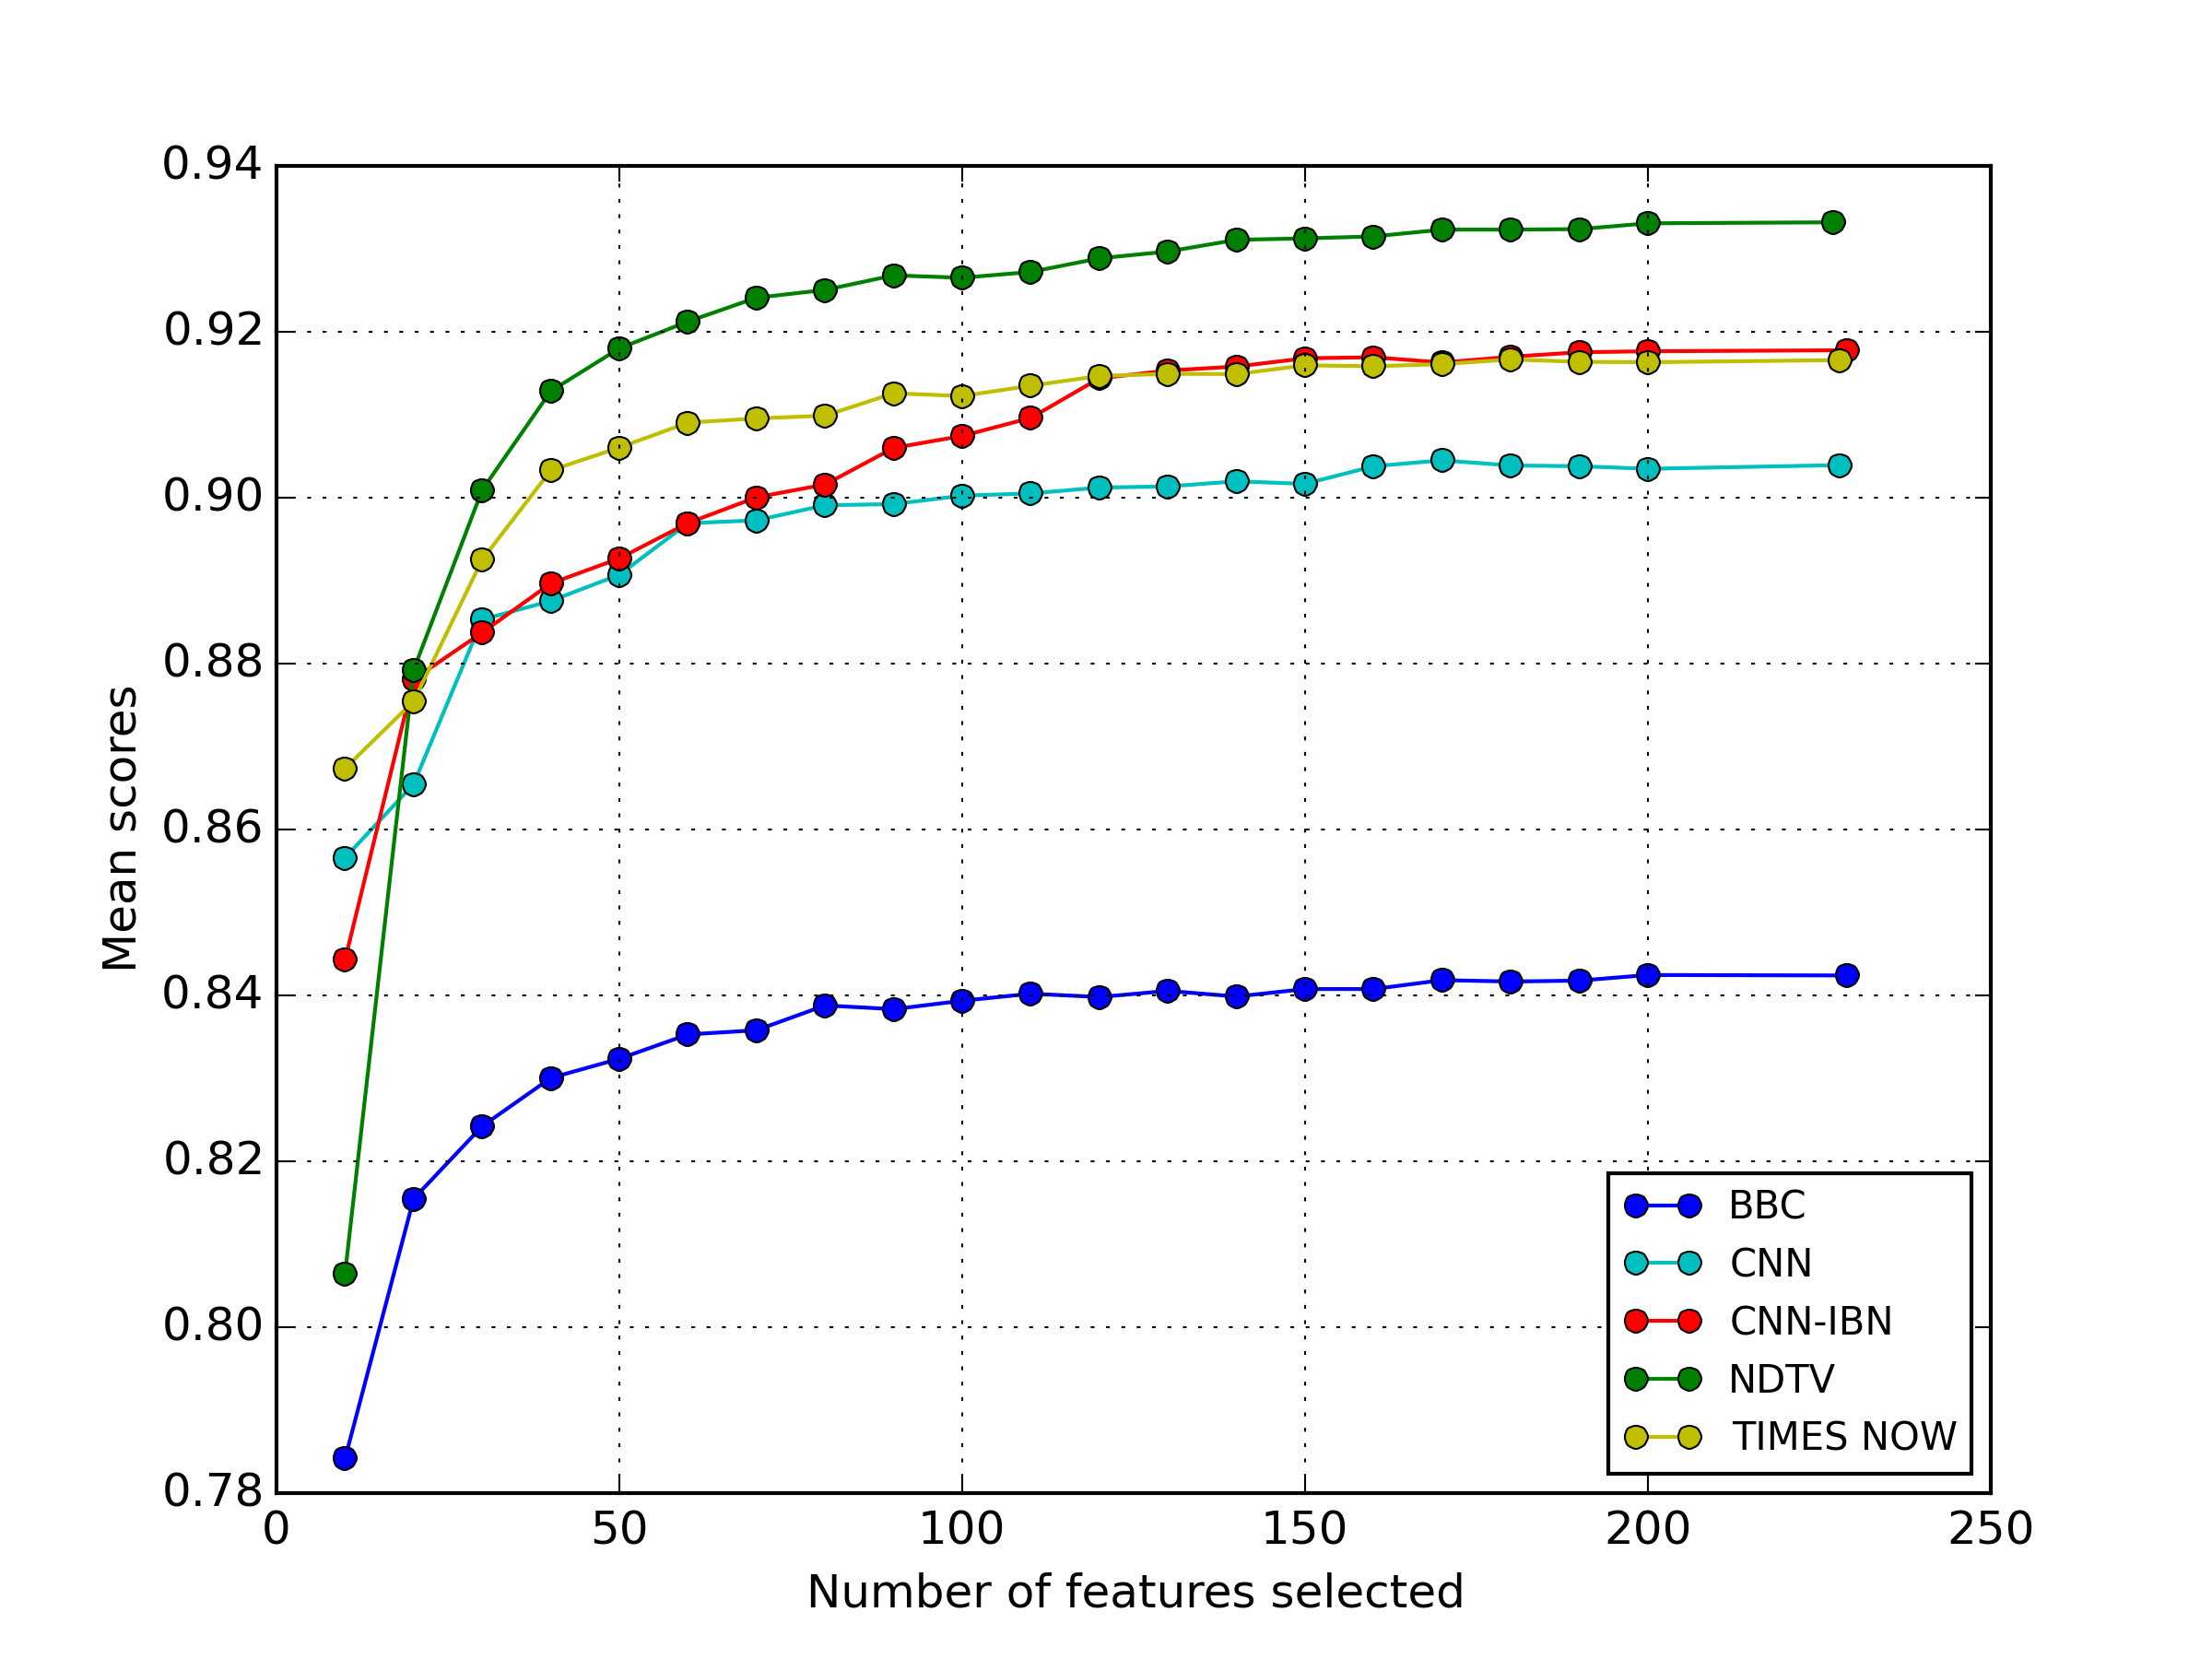 0.94
0.92
0.90
0.88
0.86
0.84
0.82
0.80
0.78
Mean scores
0 50 100 150 200 250
Number of features selected
BBC
CNN
CNN-IBN
NDTV
TIMES NOW